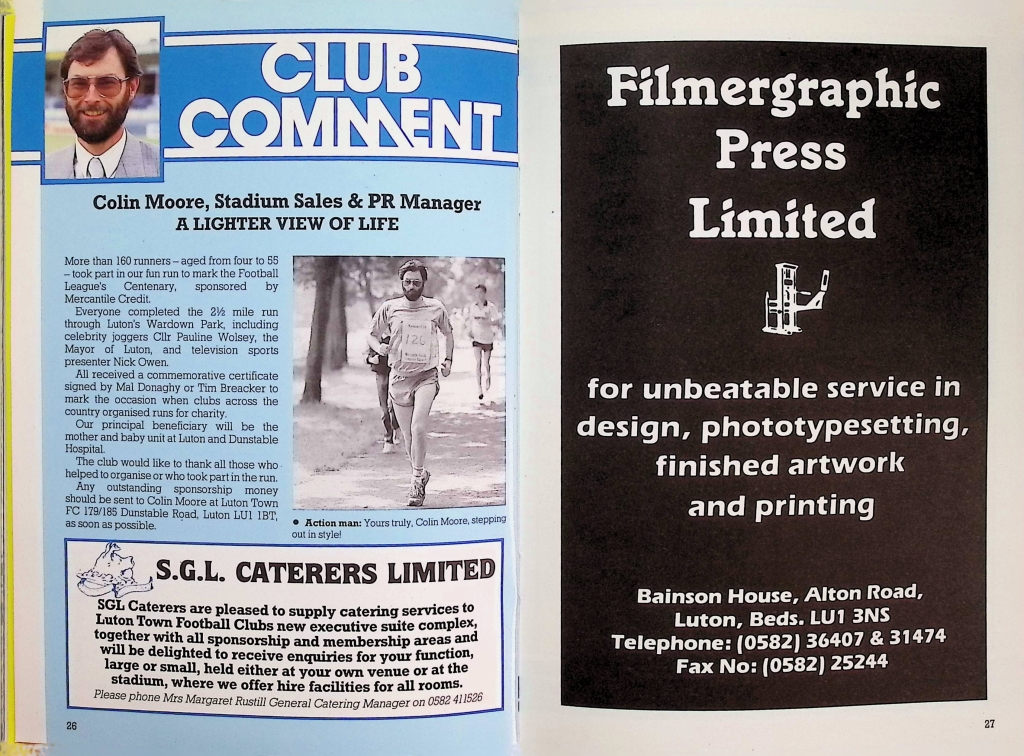 CLUB
COMMENT
Colin Moore, Stadium Sales & PR Manager
A LIGHTER VIEW OF LIFE
More than 160 runners – aged from four to 55
– took part in our fun run to mark the Football
League's Centenary, sponsored by
Mercantile Credit.
Everyone completed the 2½ mile run
through Luton's Wardown Park, including
celebrity joggers Cllr Pauline Wolsey, the
Mayor of Luton, and television sports
presenter Nick Owen.
All received a commemorative certificate
signed by Mal Donaghy or Tim Breacker to
mark the occasion when clubs across the
country organised runs for charity.
Our principal beneficiary will be the
mother and baby unit at Luton and Dunstable
Hospital.
The club would like to thank all those who
helped to organise or who took part in the run.
Any outstanding sponsorship money
should be sent to Colin Moore at Luton Town
FC 179/185 Dunstable Road, Luton LU1 1BT,
as soon as possible.
126
● Action man: Yours truly, Colin Moore, stepping
out in style!
S.G.L. CATERERS LIMITED
SGL Caterers are pleased to supply catering services to
Luton Town Football Clubs new executive suite complex,
together with all sponsorship and membership areas and
will be delighted to receive enquiries for your function,
large or small, held either at your own venue or at the
stadium, where we offer hire facilities for all rooms.
Please phone Mrs Margaret Rustill General Catering Manager on 0582 411526
26
Filmergraphic
Press
Limited
for unbeatable service in
design, phototypesetting,
finished artwork
and printing
Bainson House, Alton Road,
Luton, Beds. LU1 3NS
Telephone: (0582) 36407 & 31474
Fax No: (0582) 25244
27